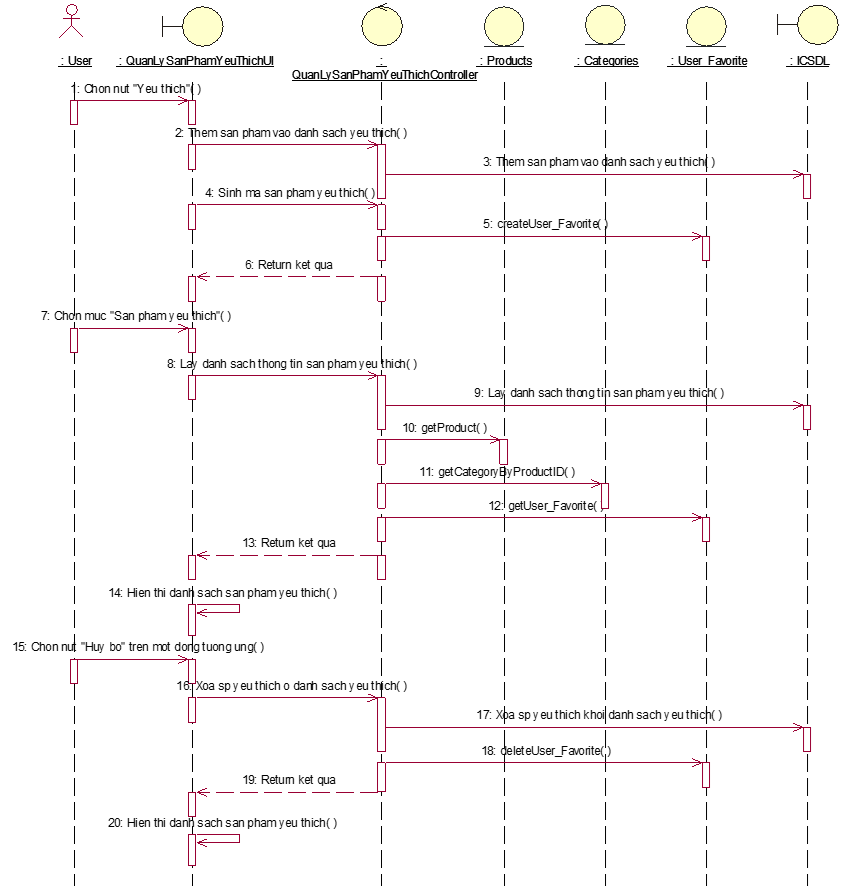 : User
: QuanLySanPhamYeuThichUI
:
QuanLySanPhamYeuThichController
: Products
: Categories
: User_Favorite
: ICSDL
1: Chon nut "Yeu thich"( )
2: Them san pham vao danh sach yeu thich( )
3: Them san pham vao danh sach yeu thich( )
4: Sinh ma san pham yeu thich( )
5: createUser_Favorite( )
6: Return ket qua
7: Chon muc "San pham yeu thich"( )
8: Lay danh sach thong tin san pham yeu thich( )
9: Lay danh sach thong tin san pham yeu thich( )
10: getProduct( )
11: getCategoryByProductID( )
12: getUser_Favorite( )
13: Return ket qua
14: Hien thi danh sach san pham yeu thich( )
15: Chon nut "Huy bo" tren mot dong tuong ung( )
16: Xoa sp yeu thich o danh sach yeu thich( )
17: Xoa sp yeu thich khoi danh sach yeu thich( )
18: deleteUser_Favorite( )
19: Return ket qua
20: Hien thi danh sach san pham yeu thich( )